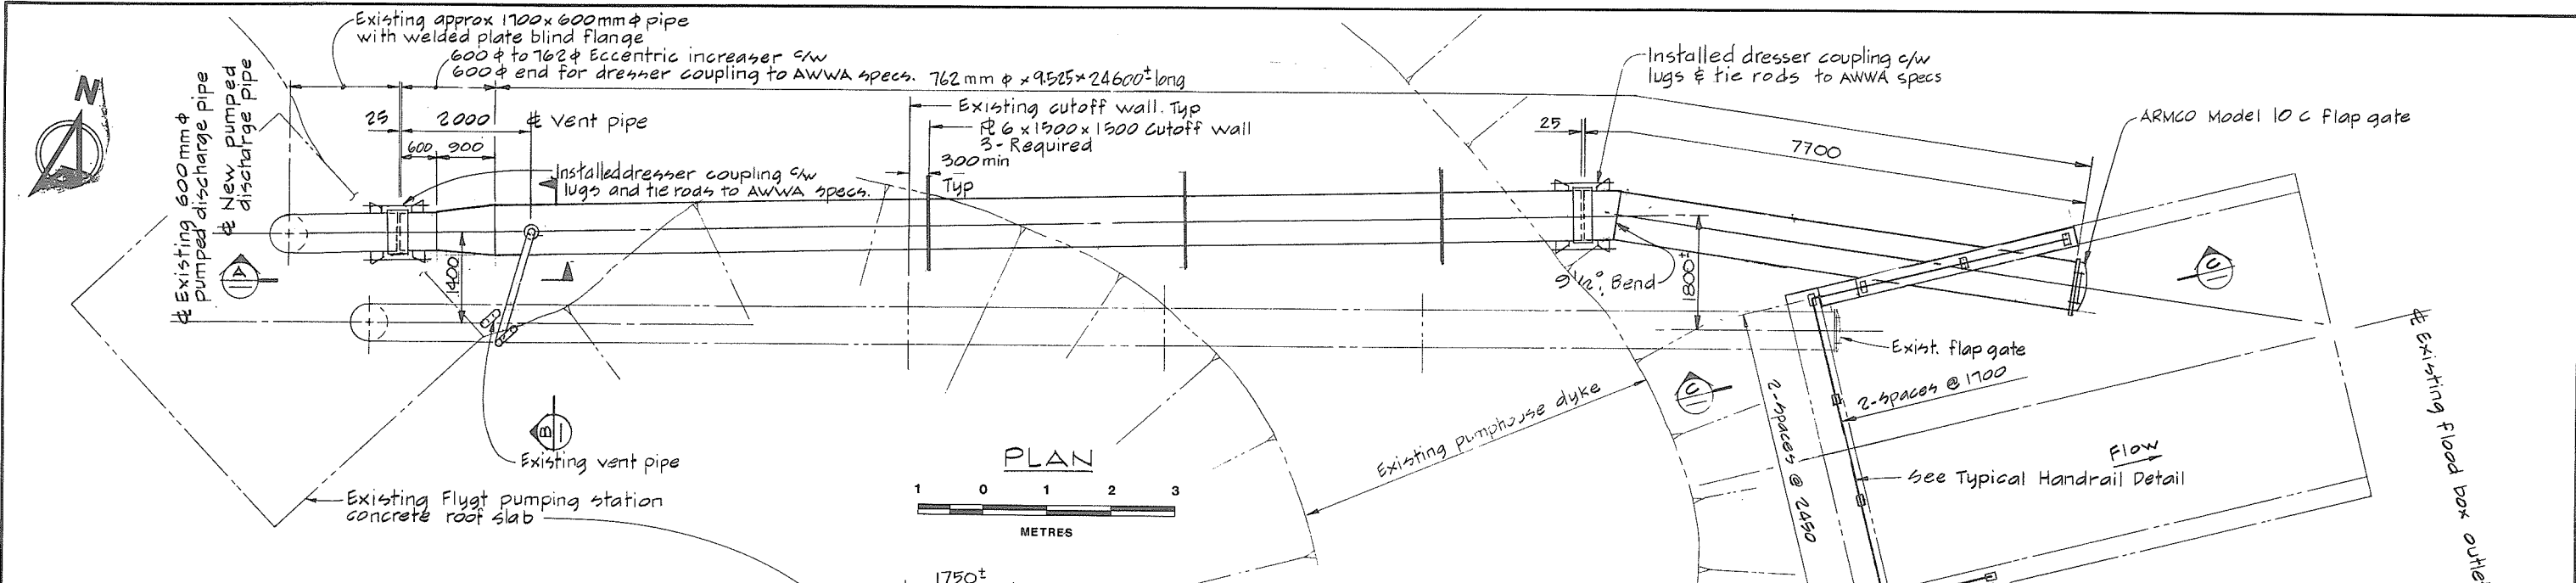 Existing approx 1700 x 600mm ϕ pipe
with welded plate blind flange
600 ϕ to 762 ϕ Eccentric increaser c/w
600 ϕ end for dresser coupling to AWWA specs.
762 mm ϕ x 9.525 x 24600± long
Installed dresser coupling c/w
lugs & tie rods to AWWA specs
ARMCO Model 10 C flap gate
N
℄ Existing 600mm ϕ
pumped discharge pipe
℄ New pumped
discharge pipe
25
2000
℄ Vent pipe
600
900
Existing cutoff wall. Typ
PL 6 x 1500 x 1500 Cutoff wall
3- Required
300 min
Typ
25
7700
Installed dresser coupling c/w
lugs and tie rods to AWWA specs.
A
1400
9 1/2° Bend
1800±
C
Exist. flap gate
2-spaces @ 1700
C
2-spaces @ 2450
Existing pumphouse dyke
℄ Existing flood box outle
B
Existing vent pipe
PLAN
Flow
See Typical Handrail Detail
Existing Flygt pumping station
concrete roof slab
1 0 1 2 3
METRES
1750±